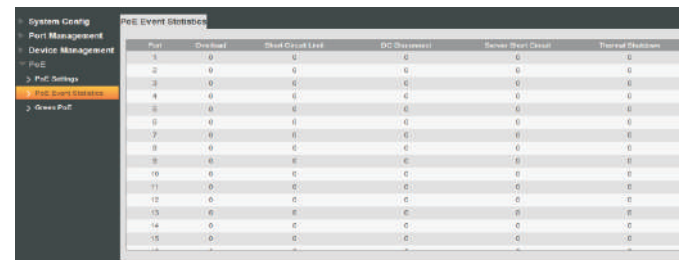 System Config
Port Management
Device Management
PoE
PoE Settings
PoE Event Statistics
Green PoE
PoE Event Statistics
Port Overload Short Circuit Limit DC Disconnect Server Short Circuit Thermal Shutdown
1 0 0 0 0 0
2 0 0 0 0 0
3 0 0 0 0 0
4 0 0 0 0 0
5 0 0 0 0 0
6 0 0 0 0 0
7 0 0 0 0 0
8 0 0 0 0 0
9 0 0 0 0 0
10 0 0 0 0 0
11 0 0 0 0 0
12 0 0 0 0 0
13 0 0 0 0 0
14 0 0 0 0 0
15 0 0 0 0 0